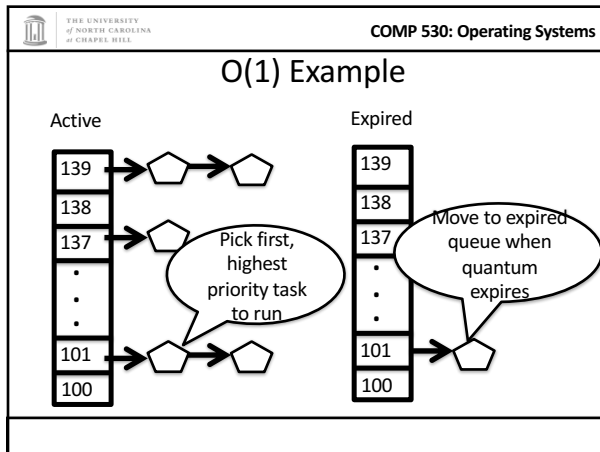 THE UNIVERSITY
of NORTH CAROLINA
at CHAPEL HILL
COMP 530: Operating Systems
O(1) Example
Active
139
138
137
.
.
.
101
100
Pick first,
highest
priority task
to run
Expired
139
138
137
.
.
.
101
100
Move to expired
queue when
quantum
expires